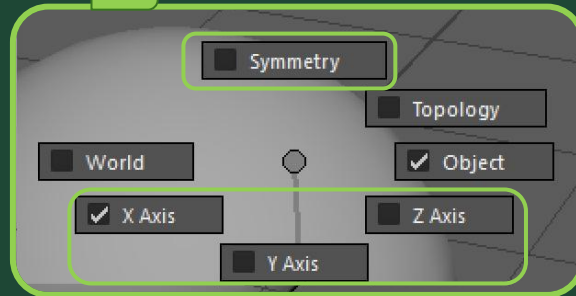 Symmetry
Topology
World
Object
X Axis
Z Axis
Y Axis